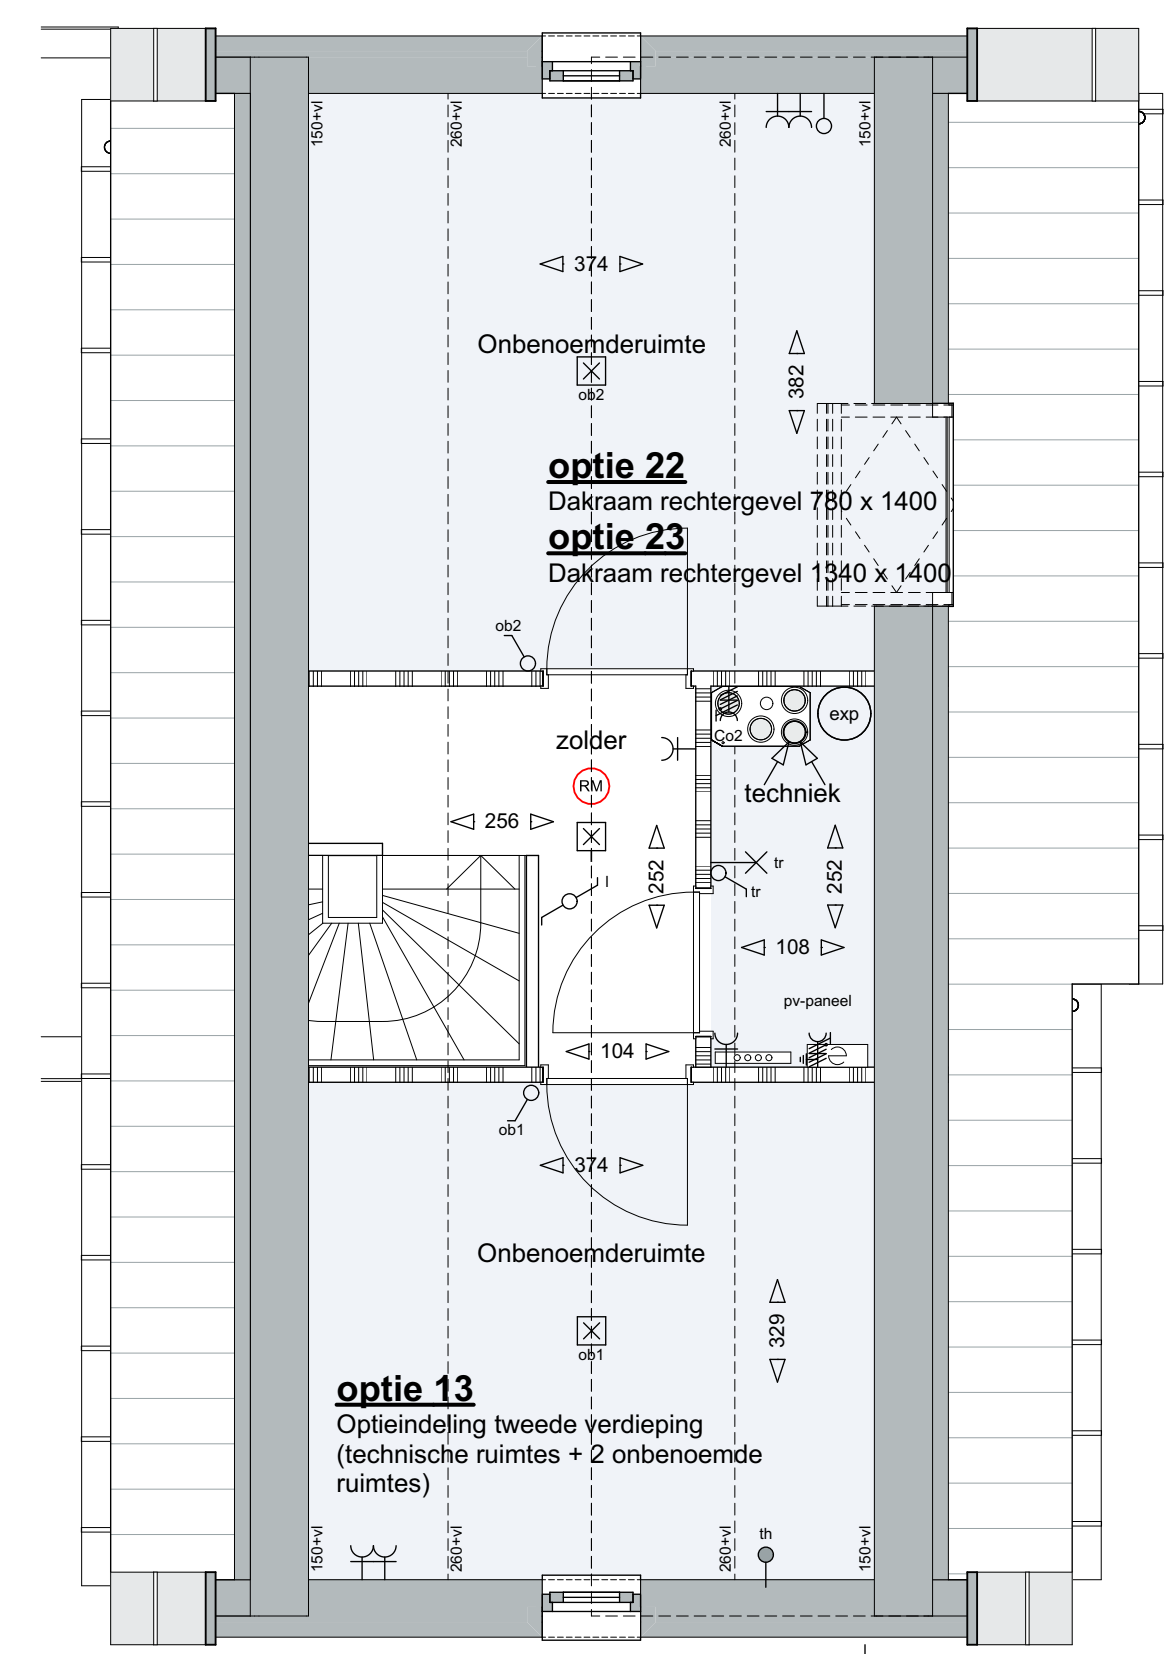 150+vl
260+vl
260+vl
150+vl
374
Onbenoemderuimte
ob2
382
optie 22
Dakraam rechtergevel 780 x 1400
optie 23
Dakraam rechtergevel 1340 x 1400
ob2
Co2
exp
zolder
techniek
RM
256
252
tr
252
l
tr
108
pv-paneel
104
e
ob1
374
Onbenoemderuimte
329
ob1
optie 13
Optieindeling tweede verdieping
(technische ruimtes + 2 onbenoemde
ruimtes)
150+vl
260+vl
260+vl
th
150+vl